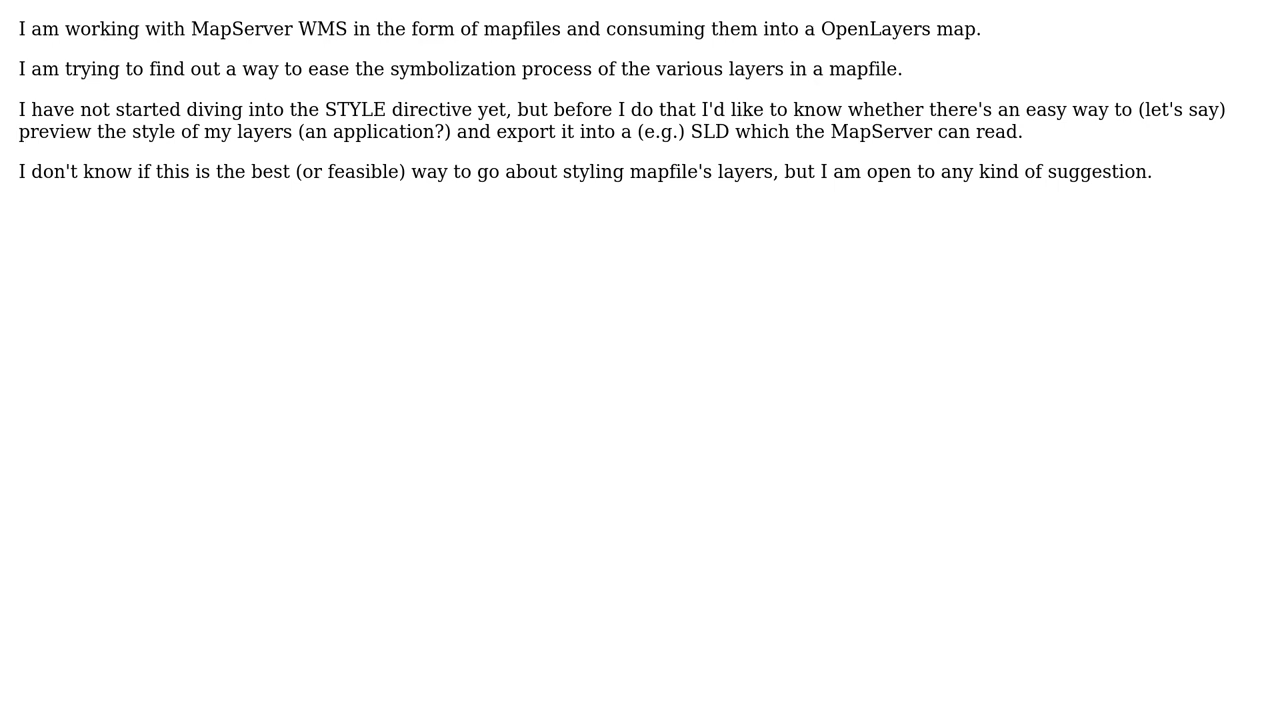 I am working with MapServer WMS in the form of mapfiles and consuming them into a OpenLayers map.
I am trying to find out a way to ease the symbolization process of the various layers in a mapfile.
I have not started diving into the STYLE directive yet, but before I do that I'd like to know whether there's an easy way to (let's say)
preview the style of my layers (an application?) and export it into a (e.g.) SLD which the MapServer can read.
I don't know if this is the best (or feasible) way to go about styling mapfile's layers, but I am open to any kind of suggestion.